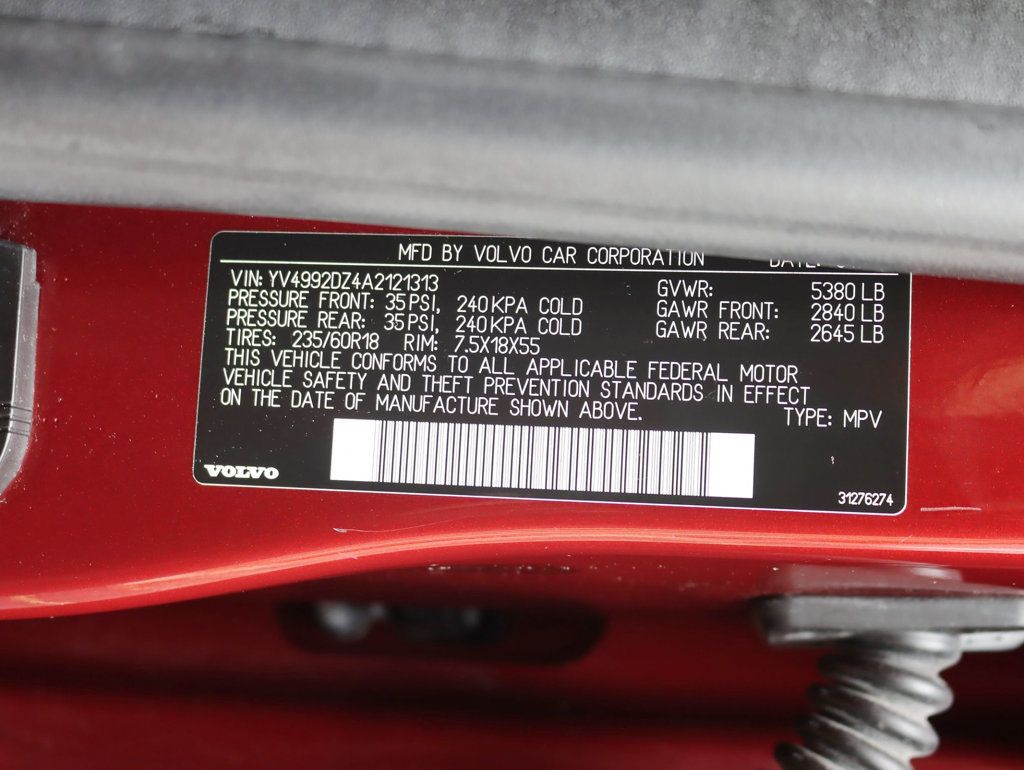 MFD BY VOLVO CAR CORPORATION
VIN: YV4992DZ4A2121313 GVWR: 5380 LB
PRESSURE FRONT: 35 PSI, 240 KPA COLD GAWR FRONT: 2840 LB
PRESSURE REAR: 35 PSI, 240 KPA COLD GAWR REAR: 2645 LB
TIRES: 235/60R18 RIM: 7.5X18X55
THIS VEHICLE CONFORMS TO ALL APPLICABLE FEDERAL MOTOR
VEHICLE SAFETY AND THEFT PREVENTION STANDARDS IN EFFECT
ON THE DATE OF MANUFACTURE SHOWN ABOVE. TYPE: MPV
VOLVO
31276274